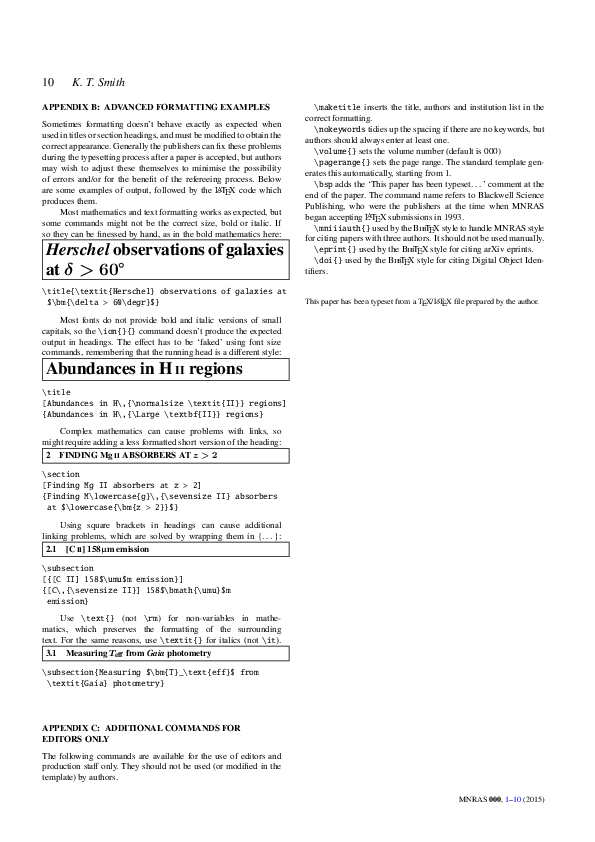 10 K. T. Smith
APPENDIX B: ADVANCED FORMATTING EXAMPLES
Sometimes formatting doesn't behave exactly as expected when
used in titles or section headings, and must be modified to obtain the
correct appearance. Generally the publishers can fix these problems
during the typesetting process after a paper is accepted, but authors
may wish to adjust these themselves to minimise the possibility
of errors and/or for the benefit of the refereeing process. Below
are some examples of output, followed by the LATEX code which
produces them.
Most mathematics and text formatting works as expected, but
some commands might not be the correct size, bold or italic. If
so they can be finessed by hand, as in the bold mathematics here:
Herschel observations of galaxies
at δ > 60°
\title{\textit{Herschel} observations of galaxies at
$\bm{\delta > 60\degr}$}
Most fonts do not provide bold and italic versions of small
capitals, so the \ion{}{} command doesn't produce the expected
output in headings. The effect has to be 'faked' using font size
commands, remembering that the running head is a different style:
Abundances in H II regions
\title
[Abundances in H\,{\normalsize \textit{II}} regions]
{Abundances in H\,{\Large \textbf{II}} regions}
Complex mathematics can cause problems with links, so
might require adding a less formatted short version of the heading:
2 FINDING Mg II ABSORBERS AT z > 2
\section
[Finding Mg II absorbers at z > 2]
{Finding M\lowercase{g}\,{\sevensize II} absorbers
at $\lowercase{\bm{z > 2}}$}
Using square brackets in headings can cause additional
linking problems, which are solved by wrapping them in {. . . }:
2.1 [C II] 158 μm emission
\subsection
[{[C II] 158$\umu$m emission}]
{[C\,{\sevensize II}] 158$\bmath{\umu}$m
emission}
Use \text{} (not \rm) for non-variables in mathe-
matics, which preserves the formatting of the surrounding
text. For the same reasons, use \textit{} for italics (not \it).
3.1 Measuring Teff from Gaia photometry
\subsection{Measuring $\bm{T}_\text{eff}$ from
\textit{Gaia} photometry}
APPENDIX C: ADDITIONAL COMMANDS FOR
EDITORS ONLY
The following commands are available for the use of editors and
production staff only. They should not be used (or modified in the
template) by authors.
\maketitle inserts the title, authors and institution list in the
correct formatting.
\nokeywords tidies up the spacing if there are no keywords, but
authors should always enter at least one.
\volume{} sets the volume number (default is 000)
\pagerange{} sets the page range. The standard template gen-
erates this automatically, starting from 1.
\bsp adds the 'This paper has been typeset. . . ' comment at the
end of the paper. The command name refers to Blackwell Science
Publishing, who were the publishers at the time when MNRAS
began accepting LATEX submissions in 1993.
\mniiiauth{} used by the BIBTEX style to handle MNRAS style
for citing papers with three authors. It should not be used manually.
\eprint{} used by the BIBTEX style for citing arXiv eprints.
\doi{} used by the BIBTEX style for citing Digital Object Iden-
tifiers.
This paper has been typeset from a TEX/LATEX file prepared by the author.
MNRAS 000, 1–10 (2015)